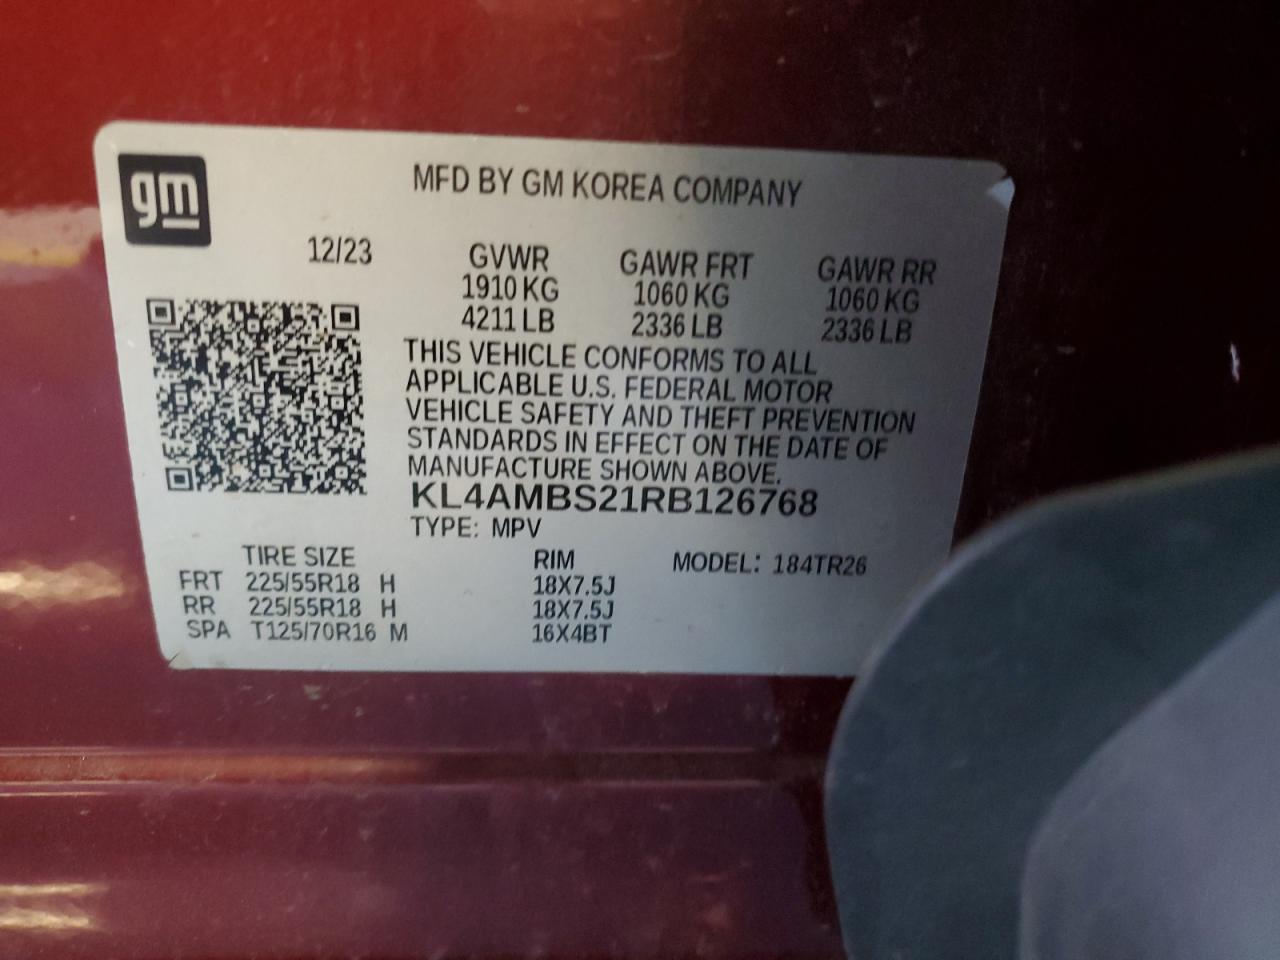 gm
MFD BY GM KOREA COMPANY
12/23 GVWR GAWR FRT GAWR RR
1910 KG 1060 KG 1060 KG
4211 LB 2336 LB 2336 LB
THIS VEHICLE CONFORMS TO ALL
APPLICABLE U.S. FEDERAL MOTOR
VEHICLE SAFETY AND THEFT PREVENTION
STANDARDS IN EFFECT ON THE DATE OF
MANUFACTURE SHOWN ABOVE.
KL4AMBS21RB126768
TYPE: MPV
TIRE SIZE RIM MODEL: 184TR26
FRT 225/55R18 H 18X7.5J
RR 225/55R18 H 18X7.5J
SPA T125/70R16 M 16X4BT